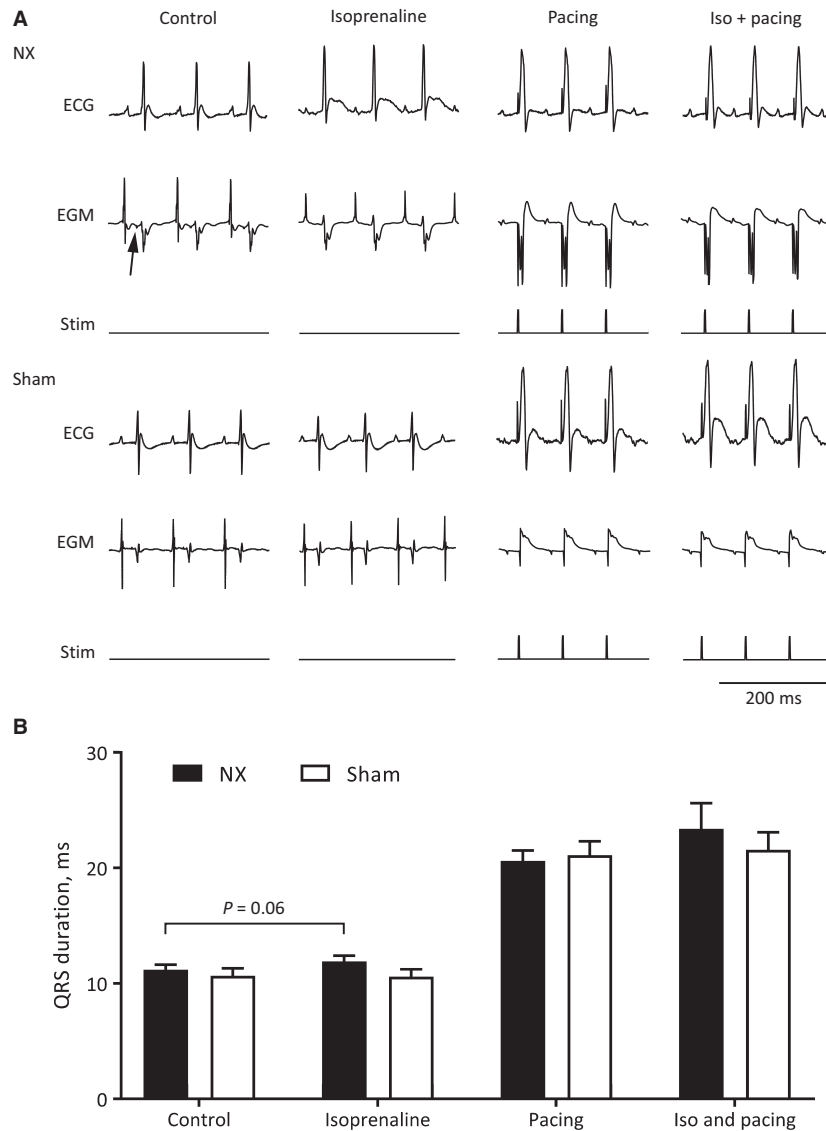 A
Control Isoprenaline Pacing Iso + pacing
NX
ECG
EGM
Stim
Sham
ECG
EGM
Stim
200 ms
B
30
NX Sham
20
P = 0.06
10
0
QRS duration, ms
Control Isoprenaline Pacing Iso and pacing